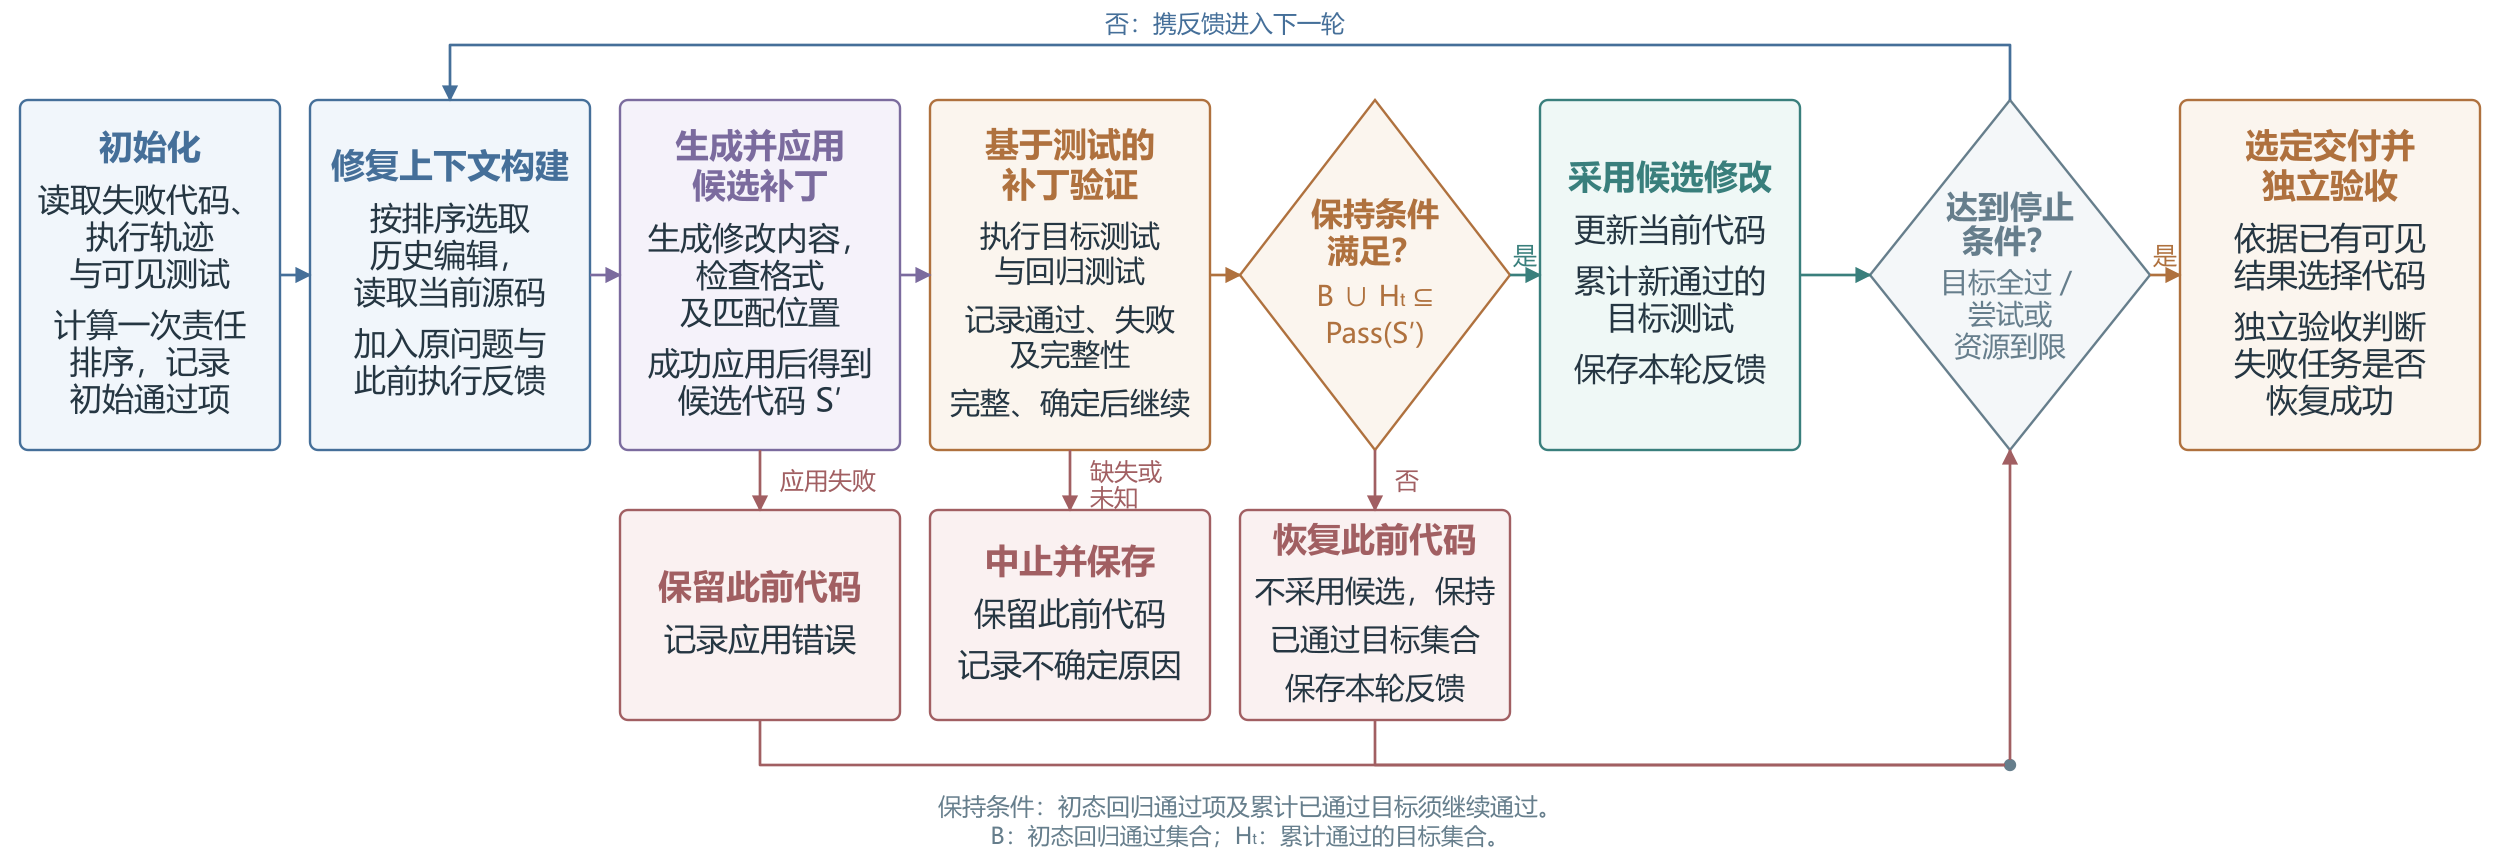 否：携反馈进入下一轮
初始化
读取失败代码、
执行轨迹
与可见测试
计算一次责任
排序，记录
初始通过项
修复上下文构建
按排序选取
历史编辑，
读取当前源码
加入原问题与
此前执行反馈
生成并应用
候选补丁
生成修改内容，
检查格式
及匹配位置
成功应用后得到
候选代码 S′
应用失败
基于测试的
补丁验证
执行目标测试
与回归测试
记录通过、失败
及完整性
完整、确定后继续
缺失或
未知
保持条件
满足？
B ∪ Hₜ ⊆
Pass(S′)
是
否
采用候选修改
更新当前代码
累计新通过的
目标测试
保存本轮反馈
达到停止
条件？
目标全过 /
尝试或
资源到限
是
选定交付并
独立验收
依据已有可见
结果选择代码
独立验收判断
失败任务是否
恢复成功
保留此前代码
记录应用错误
中止并保存
保留此前代码
记录不确定原因
恢复此前代码
不采用候选，保持
已通过目标集合
保存本轮反馈
保持条件：初态回归通过项及累计已通过目标须继续通过。
B：初态回归通过集合；Hₜ：累计通过的目标集合。